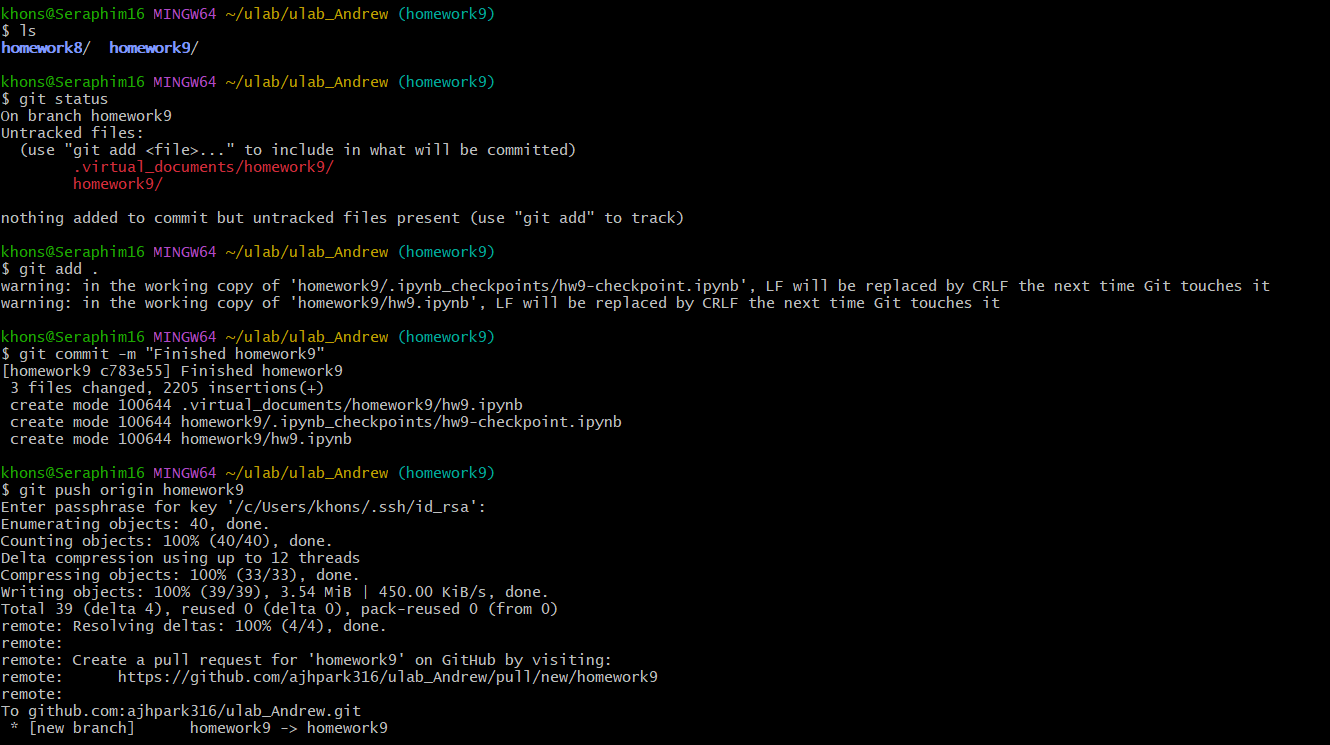 khons@Seraphim16 MINGW64 ~/ulab/ulab_Andrew (homework9)
$ ls
homework8/  homework9/

khons@Seraphim16 MINGW64 ~/ulab/ulab_Andrew (homework9)
$ git status
On branch homework9
Untracked files:
  (use "git add <file>..." to include in what will be committed)
        .virtual_documents/homework9/
        homework9/

nothing added to commit but untracked files present (use "git add" to track)

khons@Seraphim16 MINGW64 ~/ulab/ulab_Andrew (homework9)
$ git add .
warning: in the working copy of 'homework9/.ipynb_checkpoints/hw9-checkpoint.ipynb', LF will be replaced by CRLF the next time Git touches it
warning: in the working copy of 'homework9/hw9.ipynb', LF will be replaced by CRLF the next time Git touches it

khons@Seraphim16 MINGW64 ~/ulab/ulab_Andrew (homework9)
$ git commit -m "Finished homework9"
[homework9 c783e55] Finished homework9
 3 files changed, 2205 insertions(+)
 create mode 100644 .virtual_documents/homework9/hw9.ipynb
 create mode 100644 homework9/.ipynb_checkpoints/hw9-checkpoint.ipynb
 create mode 100644 homework9/hw9.ipynb

khons@Seraphim16 MINGW64 ~/ulab/ulab_Andrew (homework9)
$ git push origin homework9
Enter passphrase for key '/c/Users/khons/.ssh/id_rsa':
Enumerating objects: 40, done.
Counting objects: 100% (40/40), done.
Delta compression using up to 12 threads
Compressing objects: 100% (33/33), done.
Writing objects: 100% (39/39), 3.54 MiB | 450.00 KiB/s, done.
Total 39 (delta 4), reused 0 (delta 0), pack-reused 0 (from 0)
remote: Resolving deltas: 100% (4/4), done.
remote:
remote: Create a pull request for 'homework9' on GitHub by visiting:
remote:      https://github.com/ajhpark316/ulab_Andrew/pull/new/homework9
remote:
To github.com:ajhpark316/ulab_Andrew.git
 * [new branch]      homework9 -> homework9